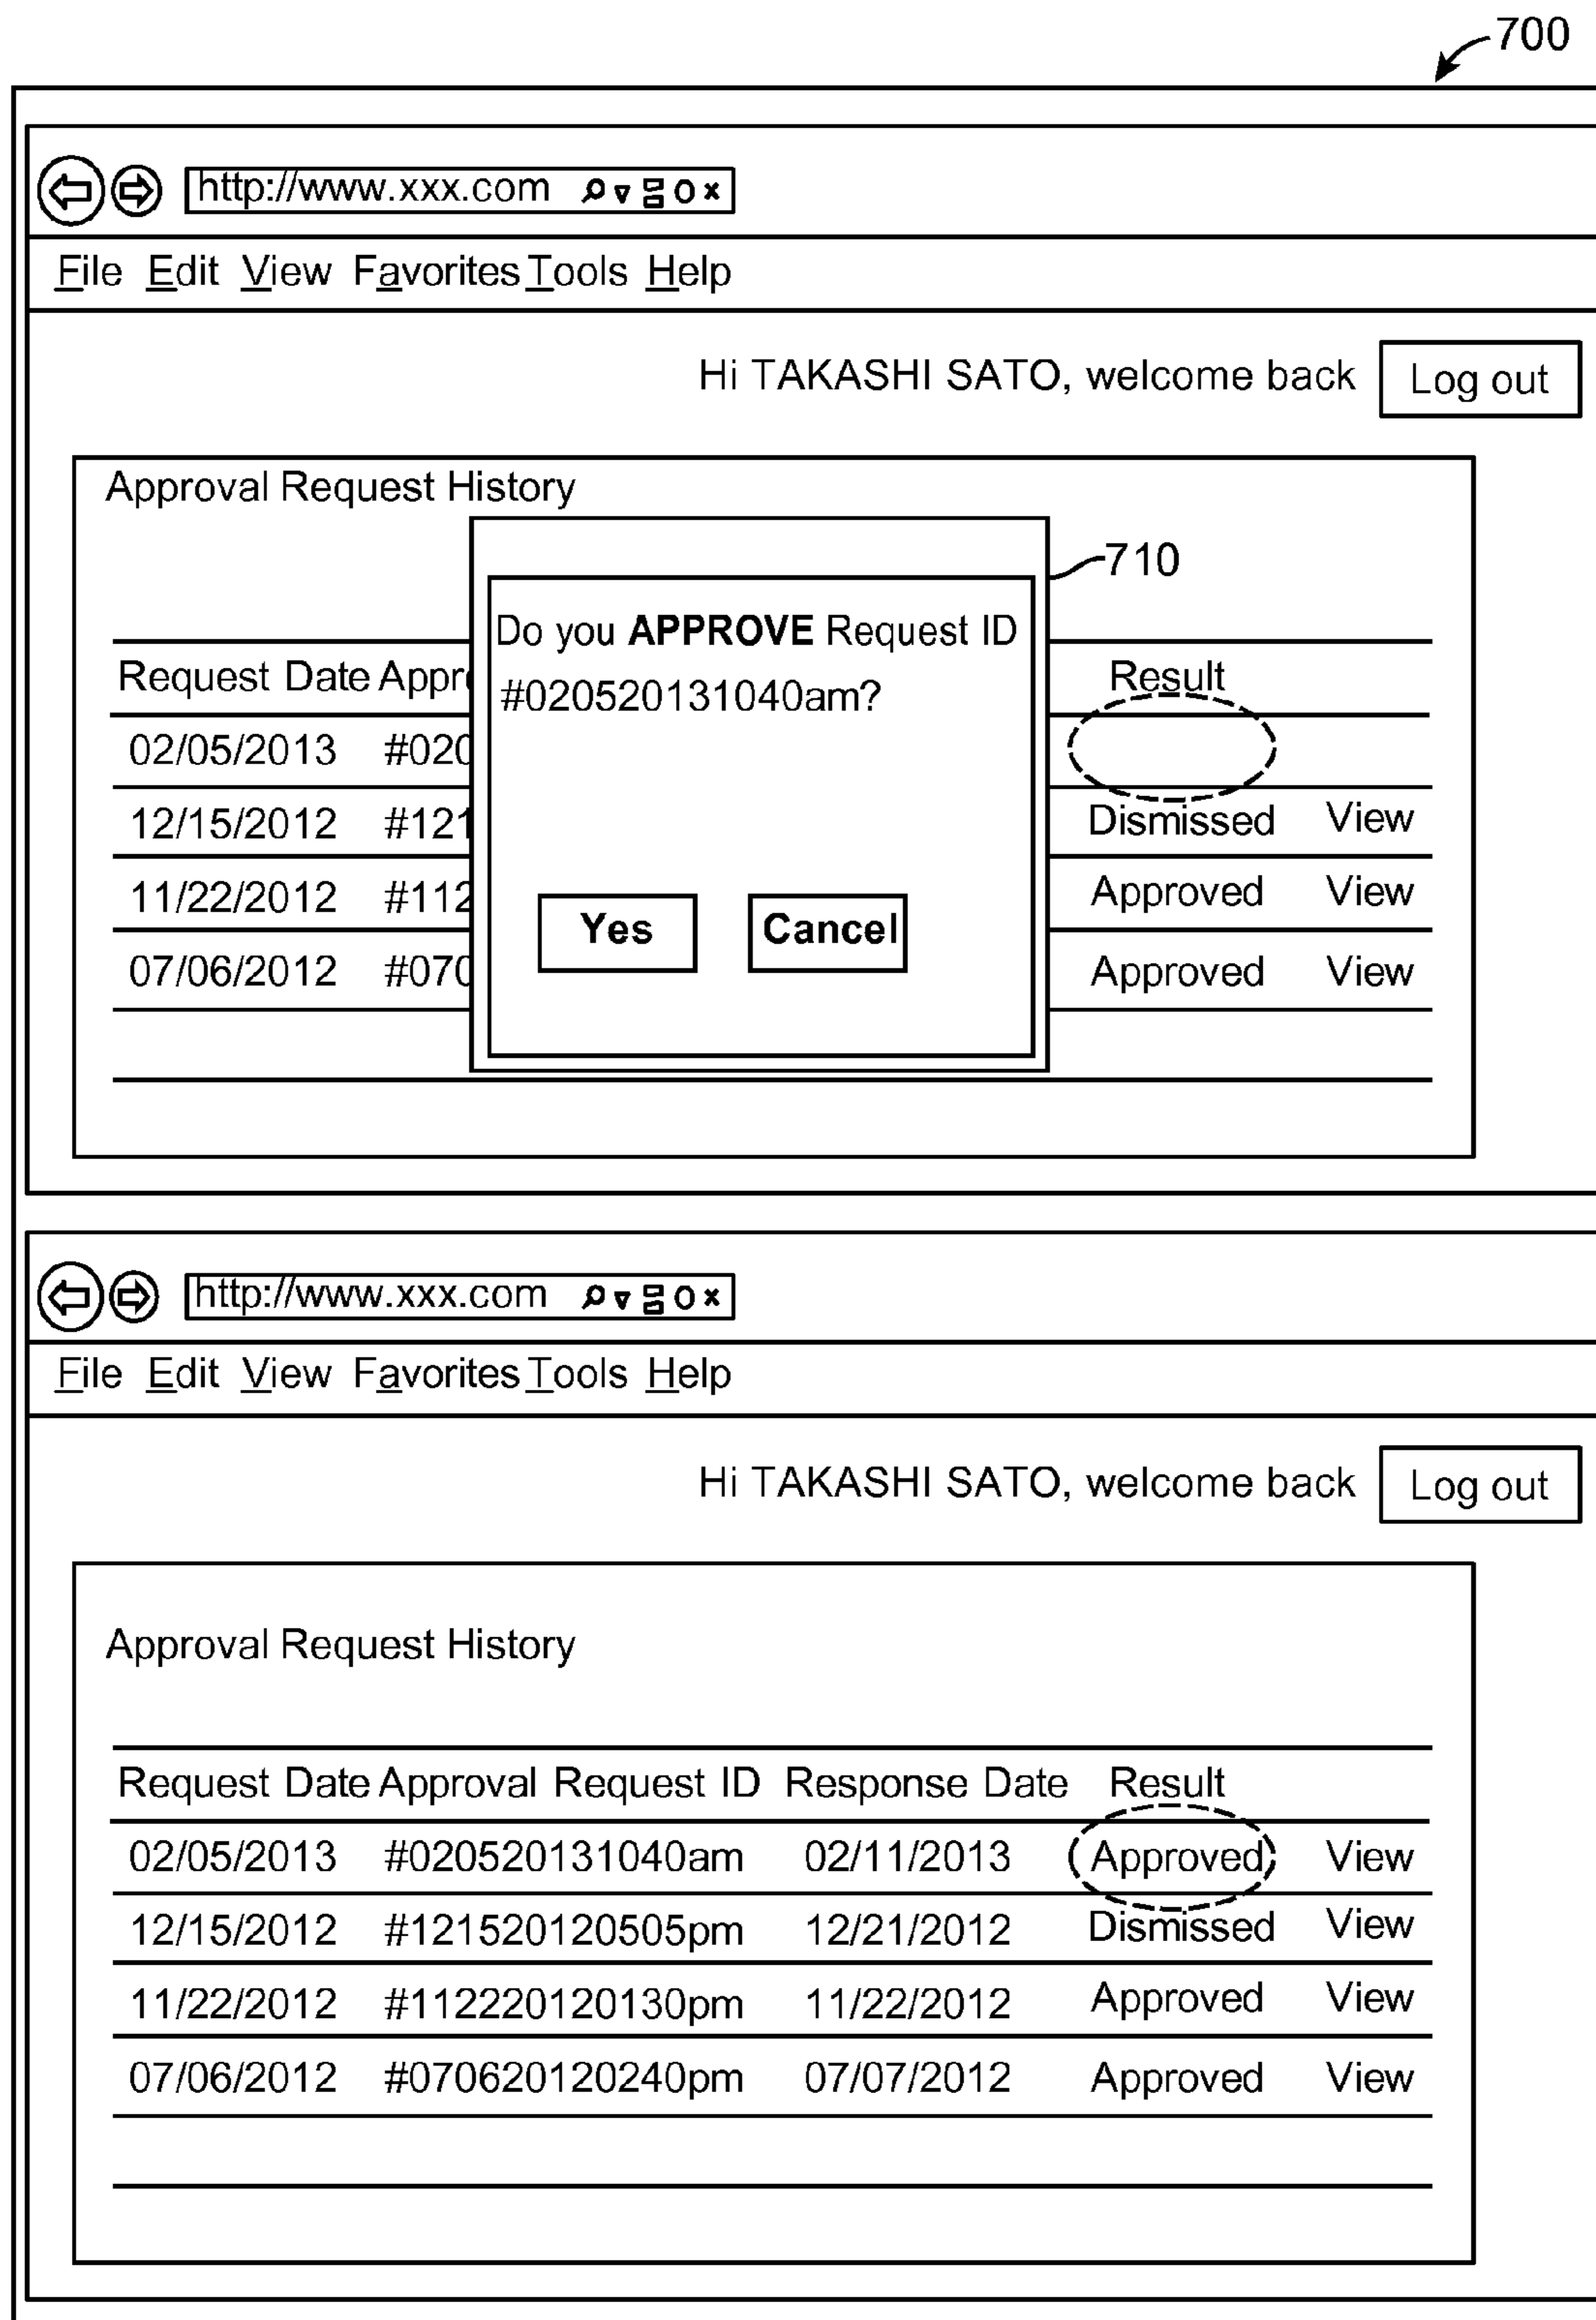 700
http://www.xxx.com
File Edit View Favorites Tools Help
Hi TAKASHI SATO, welcome back Log out
Approval Request History
710
Do you APPROVE Request ID
#020520131040am?
Request Date Appr Result
02/05/2013 #020
12/15/2012 #121 Dismissed View
11/22/2012 #112 Approved View
Yes Cancel
07/06/2012 #070 Approved View
http://www.xxx.com
File Edit View Favorites Tools Help
Hi TAKASHI SATO, welcome back Log out
Approval Request History
Request Date Approval Request ID Response Date Result
02/05/2013 #020520131040am 02/11/2013 Approved View
12/15/2012 #121520120505pm 12/21/2012 Dismissed View
11/22/2012 #112220120130pm 11/22/2012 Approved View
07/06/2012 #070620120240pm 07/07/2012 Approved View